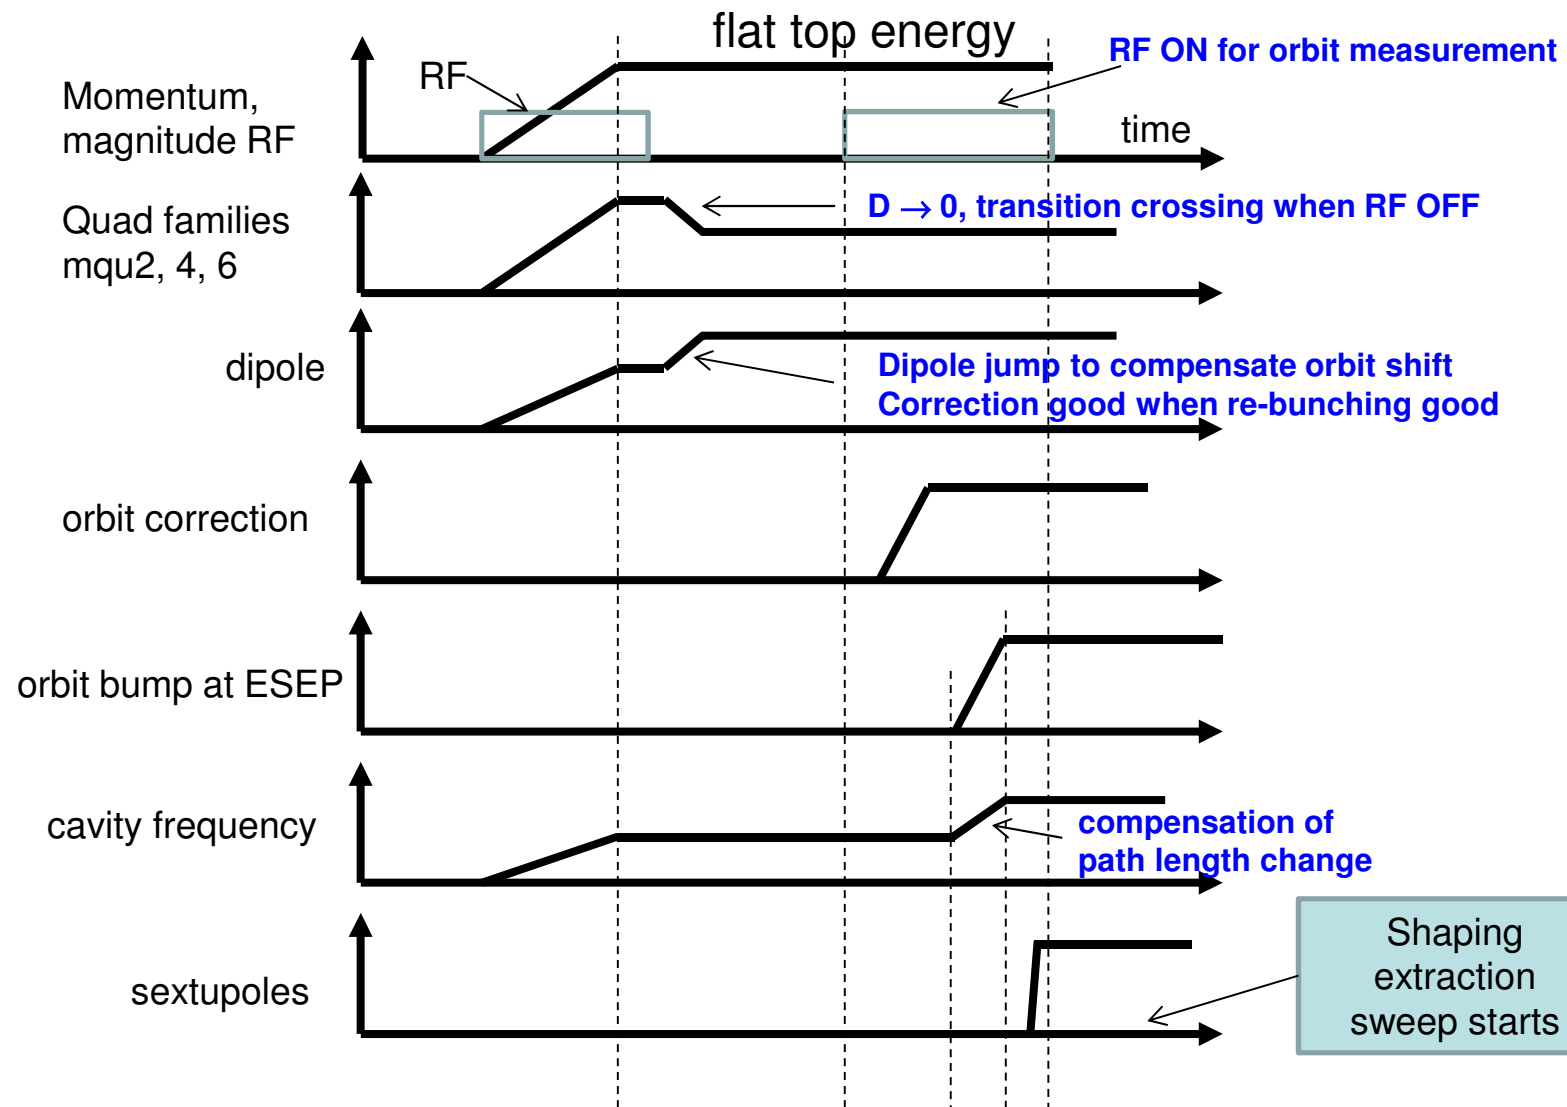 flat top energy
RF ON for orbit measurement
RF
Momentum,
magnitude RF
time
Quad families
mqu2, 4, 6
D → 0, transition crossing when RF OFF
dipole
Dipole jump to compensate orbit shift
Correction good when re-bunching good
orbit correction
orbit bump at ESEP
cavity frequency
compensation of
path length change
sextupoles
Shaping
extraction
sweep starts